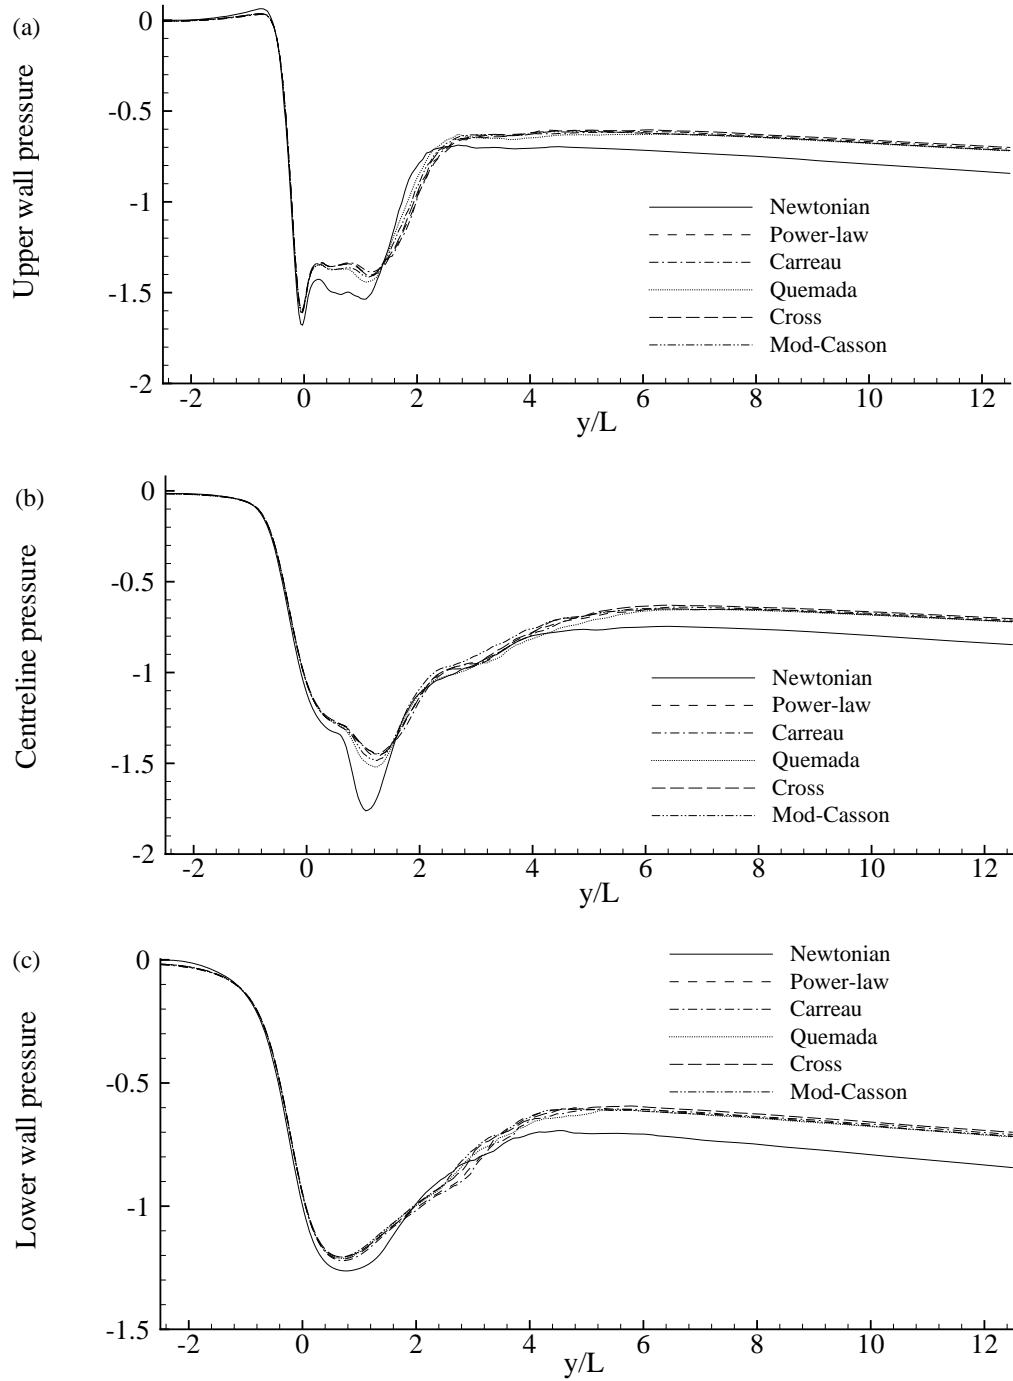 (a)
Upper wall pressure
0
-0.5
-1
-1.5
-2
-2 0 2 4 6 8 10 12
y/L
Newtonian
Power-law
Carreau
Quemada
Cross
Mod-Casson
(b)
Centreline pressure
0
-0.5
-1
-1.5
-2
-2 0 2 4 6 8 10 12
y/L
Newtonian
Power-law
Carreau
Quemada
Cross
Mod-Casson
(c)
Lower wall pressure
0
-0.5
-1
-1.5
-2 0 2 4 6 8 10 12
y/L
Newtonian
Power-law
Carreau
Quemada
Cross
Mod-Casson